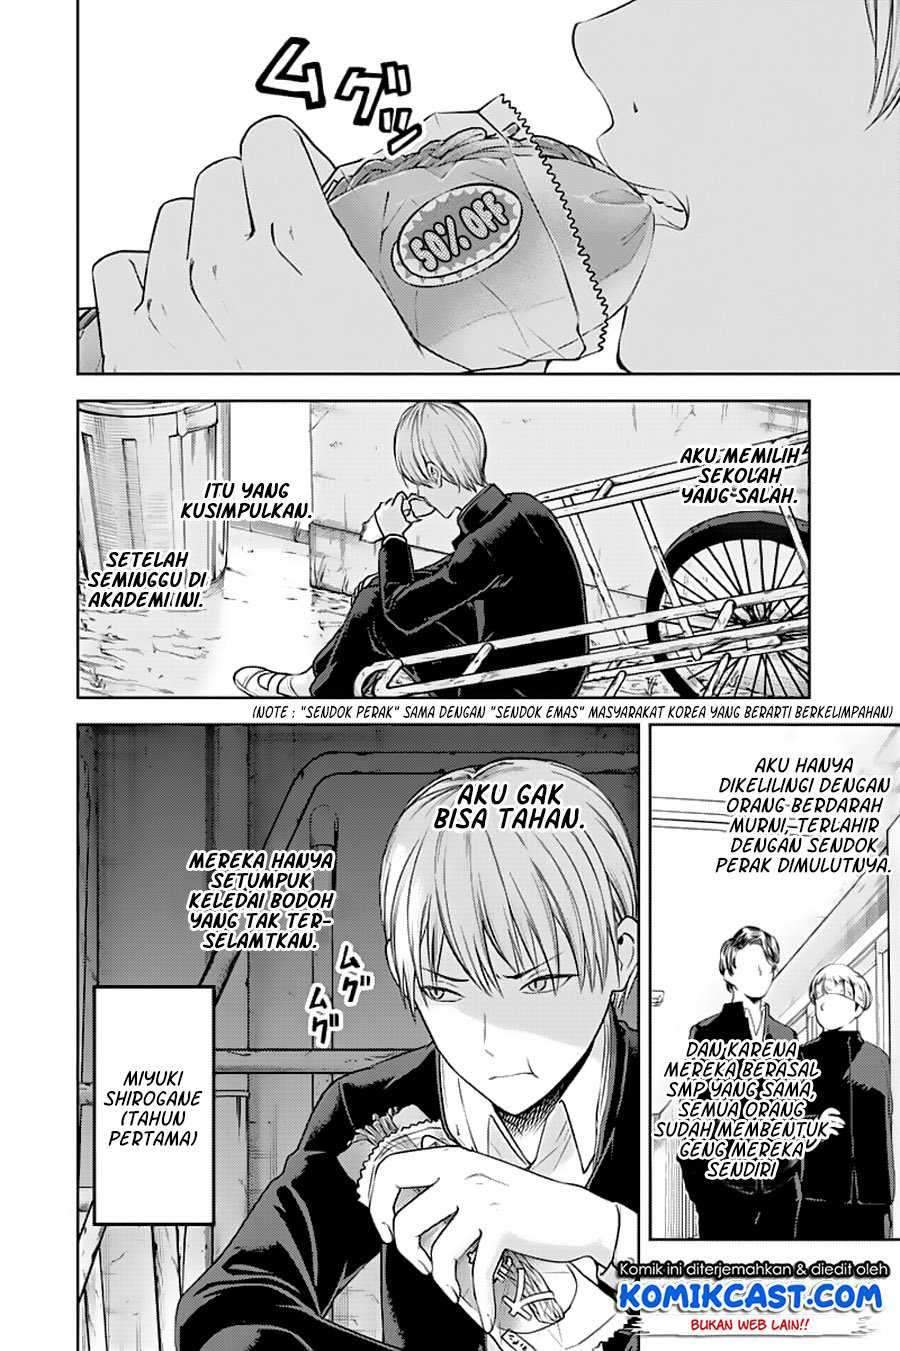 ムグッ
50% OFF
AKU MEMILIH
SEKOLAH
YANG SALAH.
ITU YANG
KUSIMPULKAN.
SETELAH
SEMINGGU DI
AKADEMI INI.
(NOTE : "SENDOK PERAK" SAMA DENGAN "SENDOK EMAS" MASYARAKAT KOREA YANG BERARTI BERKELIMPAHAN)
AKU HANYA
DIKELILINGI DENGAN
ORANG BERDARAH
MURNI, TERLAHIR
DENGAN SENDOK
PERAK DIMULUTNYA.
DAN KARENA
MEREKA BERASAL
SMP YANG SAMA,
SEMUA ORANG
SUDAH MEMBENTUK
GENG MEREKA
SENDIRI
AKU GAK
BISA TAHAN.
MEREKA HANYA
SETUMPUK
KELEDAI BODOH
YANG TAK TER-
SELAMTKAN.
ムグ
ムグ
MIYUKI
SHIROGANE
(TAHUN
PERTAMA)
Komik ini diterjemahkan & diedit oleh
KOMIKCAST.COM
BUKAN WEB LAIN!!